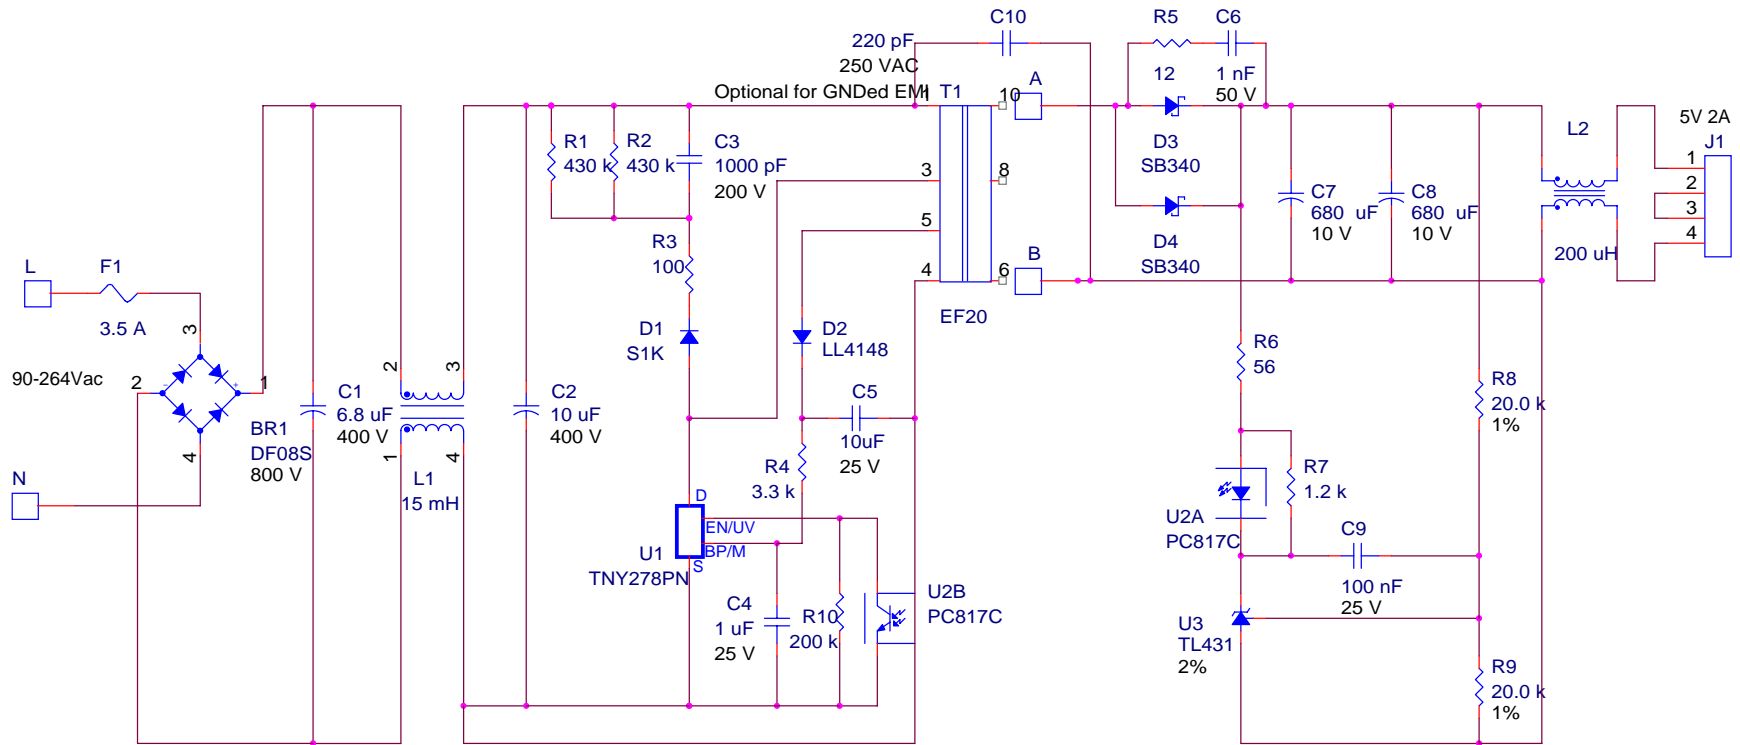 C10
220 pF
250 VAC
Optional for GNDed EMI
R5
12
C6
1 nF
50 V
1
T1
10
A
3
8
5
4
6
B
EF20
R1
430 k
R2
430 k
C3
1000 pF
200 V
R3
100
D1
S1K
D2
LL4148
D3
SB340
D4
SB340
C7
680 uF
10 V
C8
680 uF
10 V
L2
200 uH
5V 2A
J1
1
2
3
4
L
F1
3.5 A
3
90-264Vac
2
1
4
BR1
DF08S
800 V
N
C1
6.8 uF
400 V
2
3
1
4
L1
15 mH
C2
10 uF
400 V
C5
10uF
25 V
R4
3.3 k
D
EN/UV
BP/M
S
U1
TNY278PN
C4
1 uF
25 V
R10
200 k
U2B
PC817C
R6
56
U2A
PC817C
R7
1.2 k
C9
100 nF
25 V
U3
TL431
2%
R8
20.0 k
1%
R9
20.0 k
1%